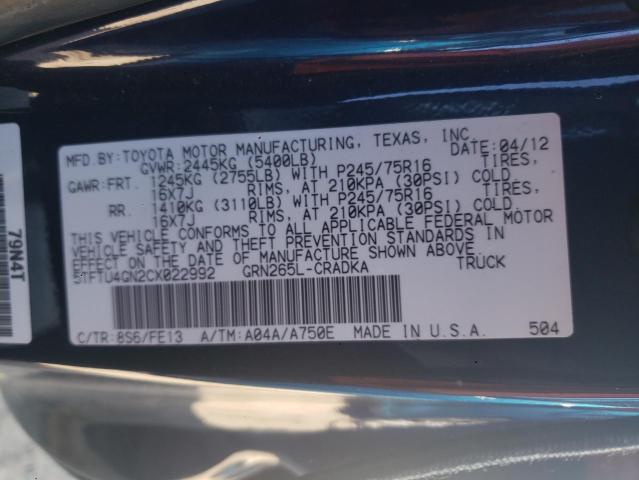 MFD.BY:TOYOTA MOTOR MANUFACTURING, TEXAS, INC.
GVWR:2445KG (5400LB) DATE:04/12
GAWR:FRT. 1245KG (2755LB) WITH P245/75R16 TIRES,
16X7J RIMS, AT 210KPA (30PSI) COLD
RR. 1410KG (3110LB) WITH P245/75R16 TIRES,
16X7J RIMS, AT 210KPA (30PSI) COLD
THIS VEHICLE CONFORMS TO ALL APPLICABLE FEDERAL MOTOR
VEHICLE SAFETY AND THEFT PREVENTION STANDARDS IN
EFFECT ON THE DATE OF MANUFACTURE SHOWN ABOVE.
5TFTU4GN2CX022992 GRN265L-CRADKA TRUCK
C/TR:8S6/FE13 A/TM:A04A/A750E MADE IN U.S.A. 504
79N4T